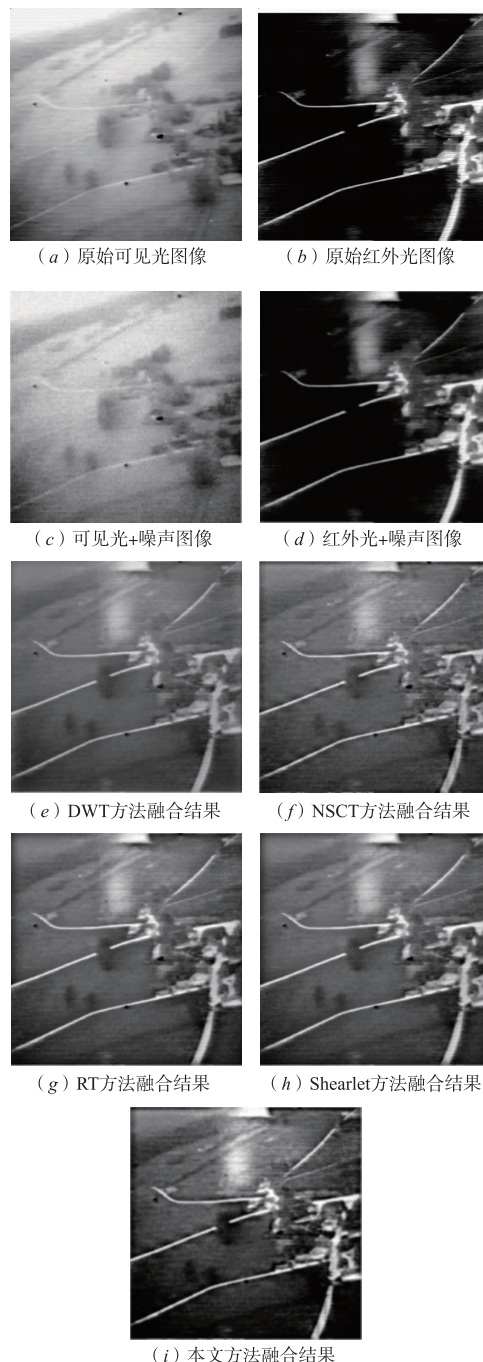 (a)原始可见光图像
(b)原始红外光图像
(c)可见光+噪声图像
(d)红外光+噪声图像
(e)DWT方法融合结果
(f)NSCT方法融合结果
(g)RT方法融合结果
(h)Shearlet方法融合结果
(i)本文方法融合结果